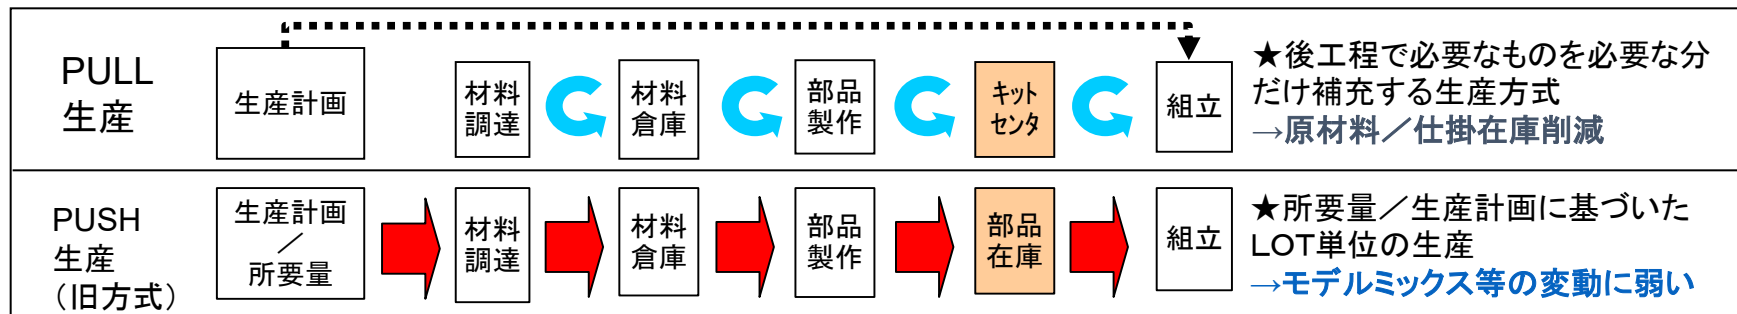 PULL
生産
生産計画
材料
調達
材料
倉庫
部品
製作
ｷｯﾄ
センタ
組立
★後工程で必要なものを必要な分
だけ補充する生産方式
→原材料／仕掛在庫削減
PUSH
生産
（旧方式）
生産計画
／
所要量
材料
調達
材料
倉庫
部品
製作
部品
在庫
組立
★所要量／生産計画に基づいた
ＬＯＴ単位の生産
→モデルミックス等の変動に弱い